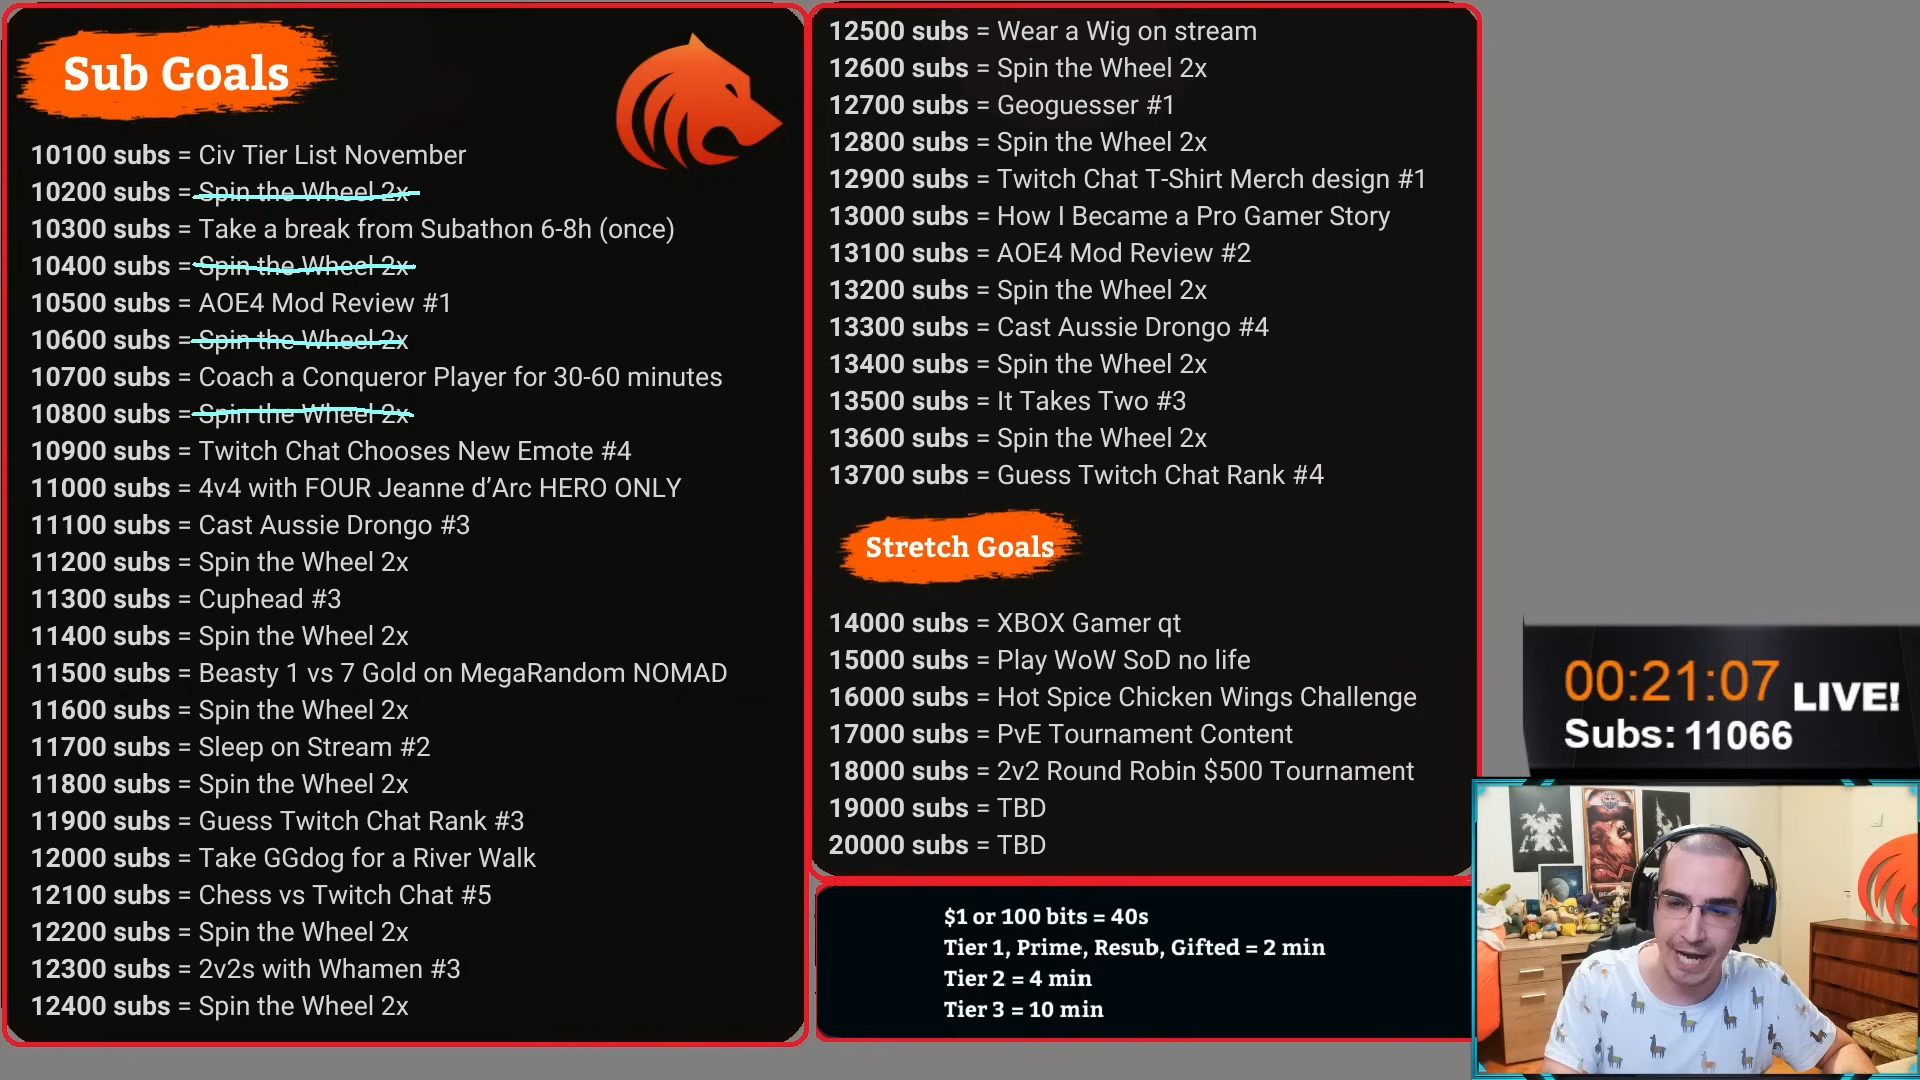 Sub Goals
10100 subs = Civ Tier List November
10200 subs = Spin the Wheel 2x
10300 subs = Take a break from Subathon 6-8h (once)
10400 subs = Spin the Wheel 2x
10500 subs = AOE4 Mod Review #1
10600 subs = Spin the Wheel 2x
10700 subs = Coach a Conqueror Player for 30-60 minutes
10800 subs = Spin the Wheel 2x
10900 subs = Twitch Chat Chooses New Emote #4
11000 subs = 4v4 with FOUR Jeanne d’Arc HERO ONLY
11100 subs = Cast Aussie Drongo #3
11200 subs = Spin the Wheel 2x
11300 subs = Cuphead #3
11400 subs = Spin the Wheel 2x
11500 subs = Beasty 1 vs 7 Gold on MegaRandom NOMAD
11600 subs = Spin the Wheel 2x
11700 subs = Sleep on Stream #2
11800 subs = Spin the Wheel 2x
11900 subs = Guess Twitch Chat Rank #3
12000 subs = Take GGdog for a River Walk
12100 subs = Chess vs Twitch Chat #5
12200 subs = Spin the Wheel 2x
12300 subs = 2v2s with Whamen #3
12400 subs = Spin the Wheel 2x
12500 subs = Wear a Wig on stream
12600 subs = Spin the Wheel 2x
12700 subs = Geoguesser #1
12800 subs = Spin the Wheel 2x
12900 subs = Twitch Chat T-Shirt Merch design #1
13000 subs = How I Became a Pro Gamer Story
13100 subs = AOE4 Mod Review #2
13200 subs = Spin the Wheel 2x
13300 subs = Cast Aussie Drongo #4
13400 subs = Spin the Wheel 2x
13500 subs = It Takes Two #3
13600 subs = Spin the Wheel 2x
13700 subs = Guess Twitch Chat Rank #4
Stretch Goals
14000 subs = XBOX Gamer qt
15000 subs = Play WoW SoD no life
16000 subs = Hot Spice Chicken Wings Challenge
17000 subs = PvE Tournament Content
18000 subs = 2v2 Round Robin $500 Tournament
19000 subs = TBD
20000 subs = TBD
$1 or 100 bits = 40s
Tier 1, Prime, Resub, Gifted = 2 min
Tier 2 = 4 min
Tier 3 = 10 min
00:21:07 LIVE!
Subs: 11066